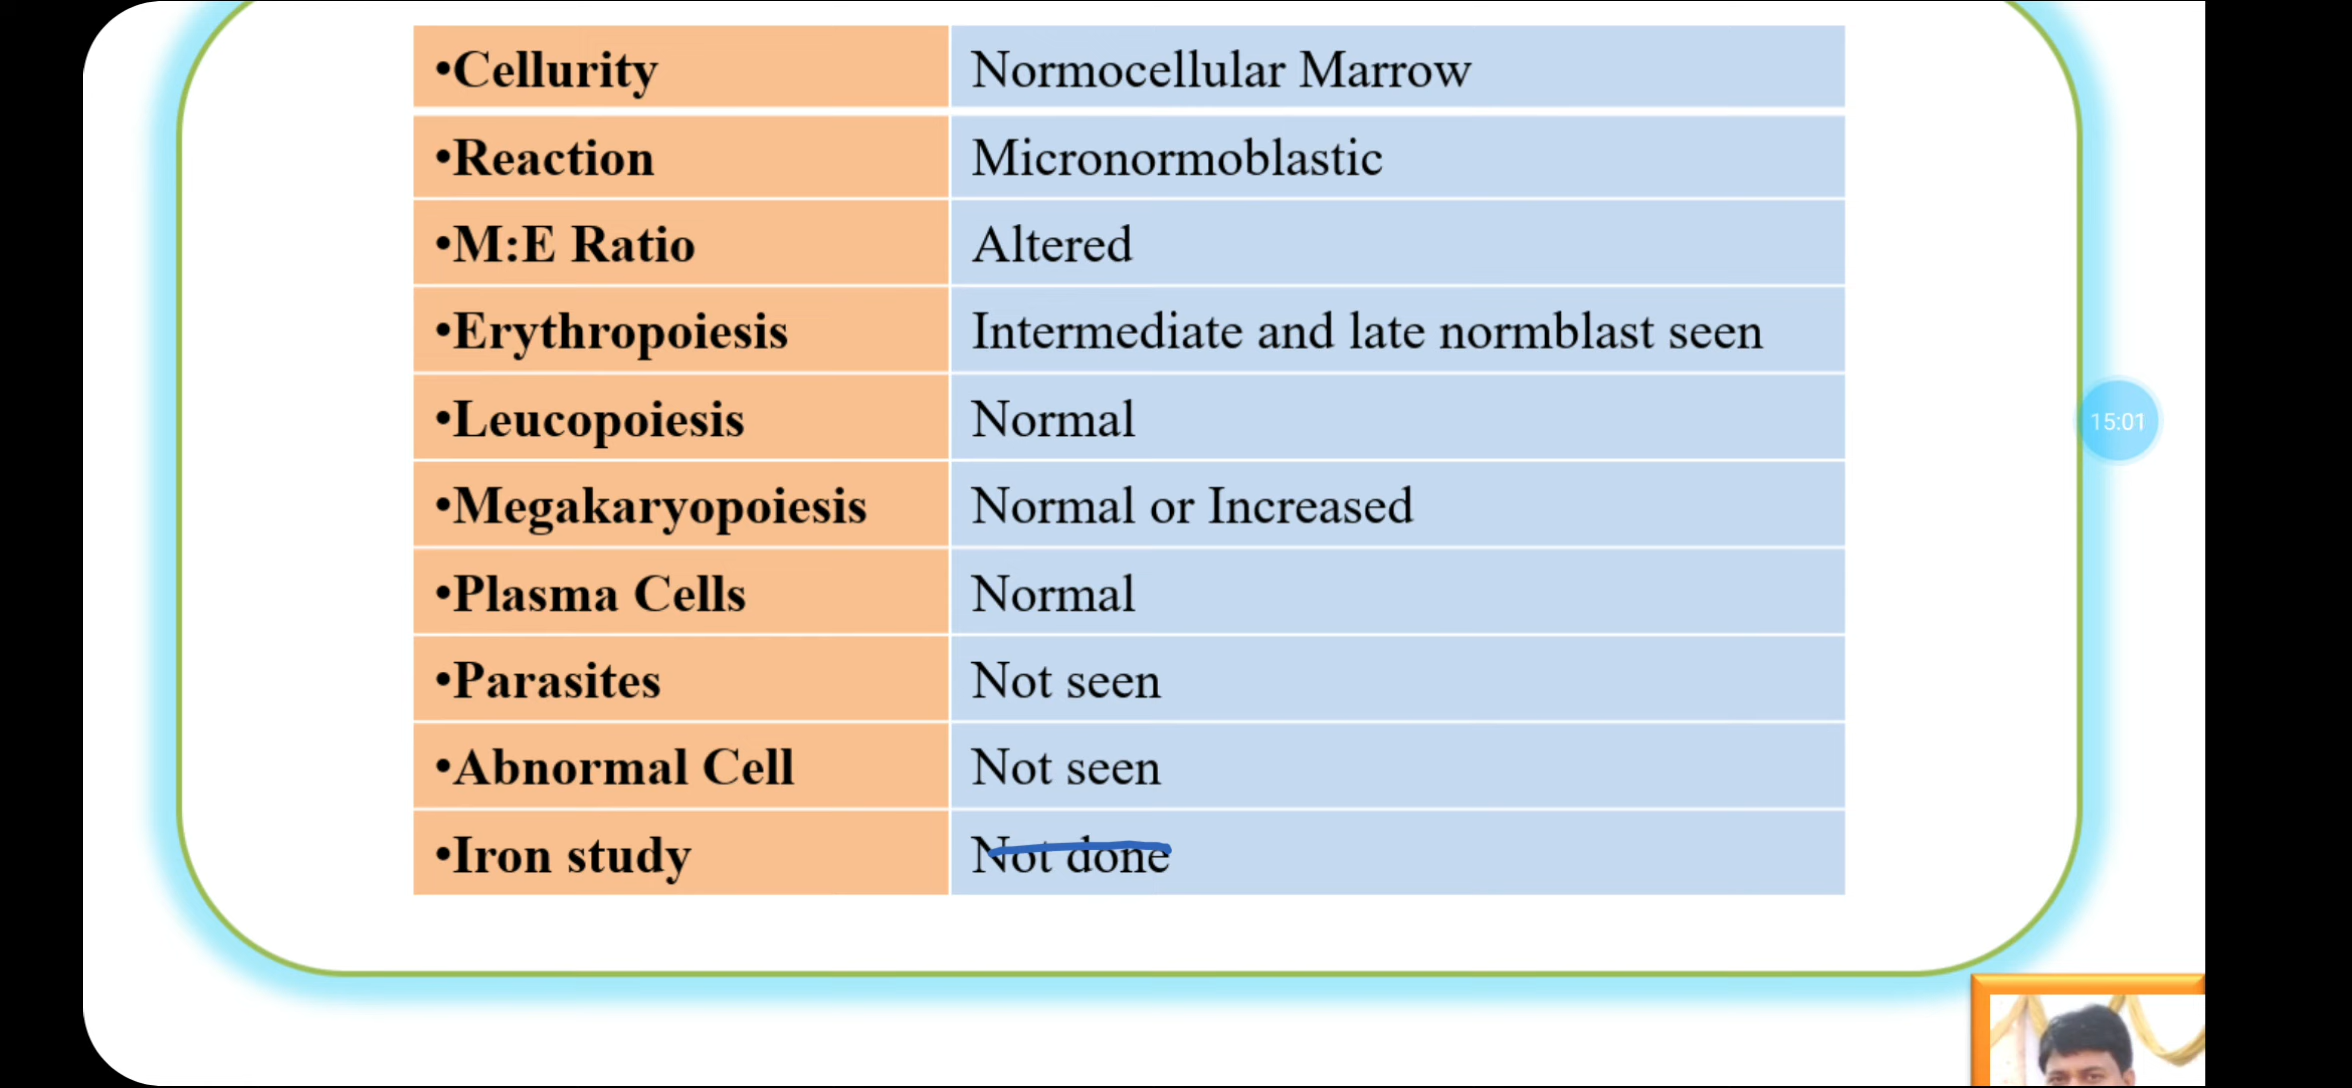 •Cellurity Normocellular Marrow
•Reaction Micronormoblastic
•M:E Ratio Altered
•Erythropoiesis Intermediate and late normblast seen
•Leucopoiesis Normal
•Megakaryopoiesis Normal or Increased
•Plasma Cells Normal
•Parasites Not seen
•Abnormal Cell Not seen
•Iron study Not done
15:01